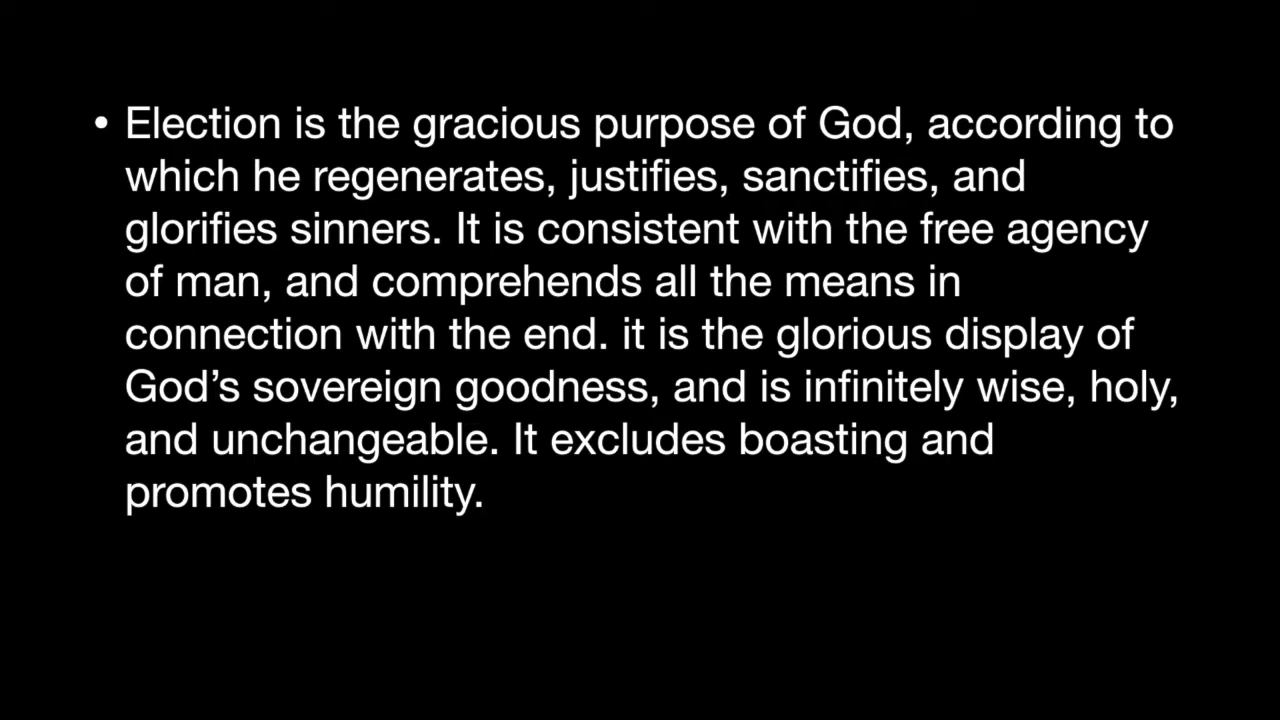 • Election is the gracious purpose of God, according to
which he regenerates, justifies, sanctifies, and
glorifies sinners. It is consistent with the free agency
of man, and comprehends all the means in
connection with the end. it is the glorious display of
God’s sovereign goodness, and is infinitely wise, holy,
and unchangeable. It excludes boasting and
promotes humility.